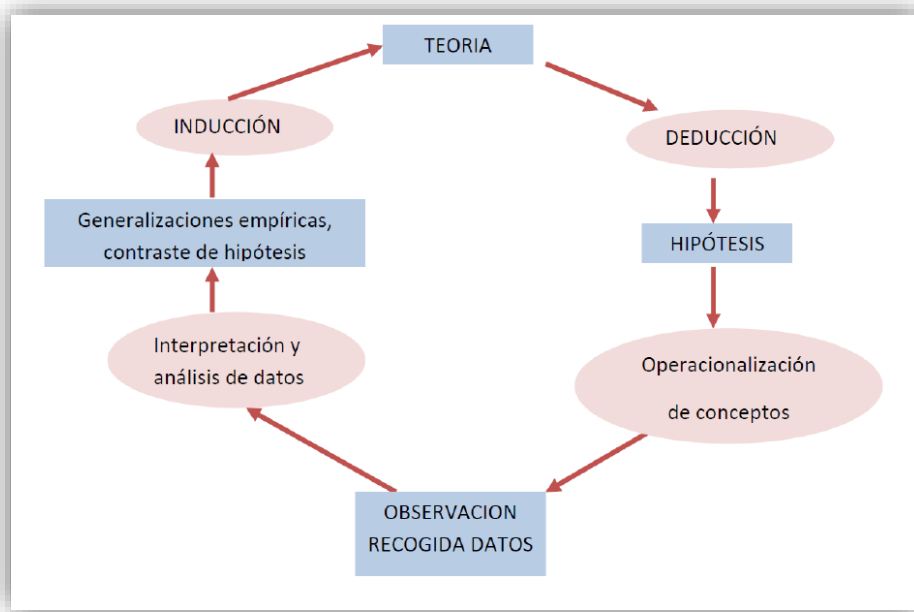 TEORIA
INDUCCIÓN
DEDUCCIÓN
Generalizaciones empíricas,
contraste de hipótesis
HIPÓTESIS
Interpretación y
análisis de datos
Operacionalización
de conceptos
OBSERVACION
RECOGIDA DATOS